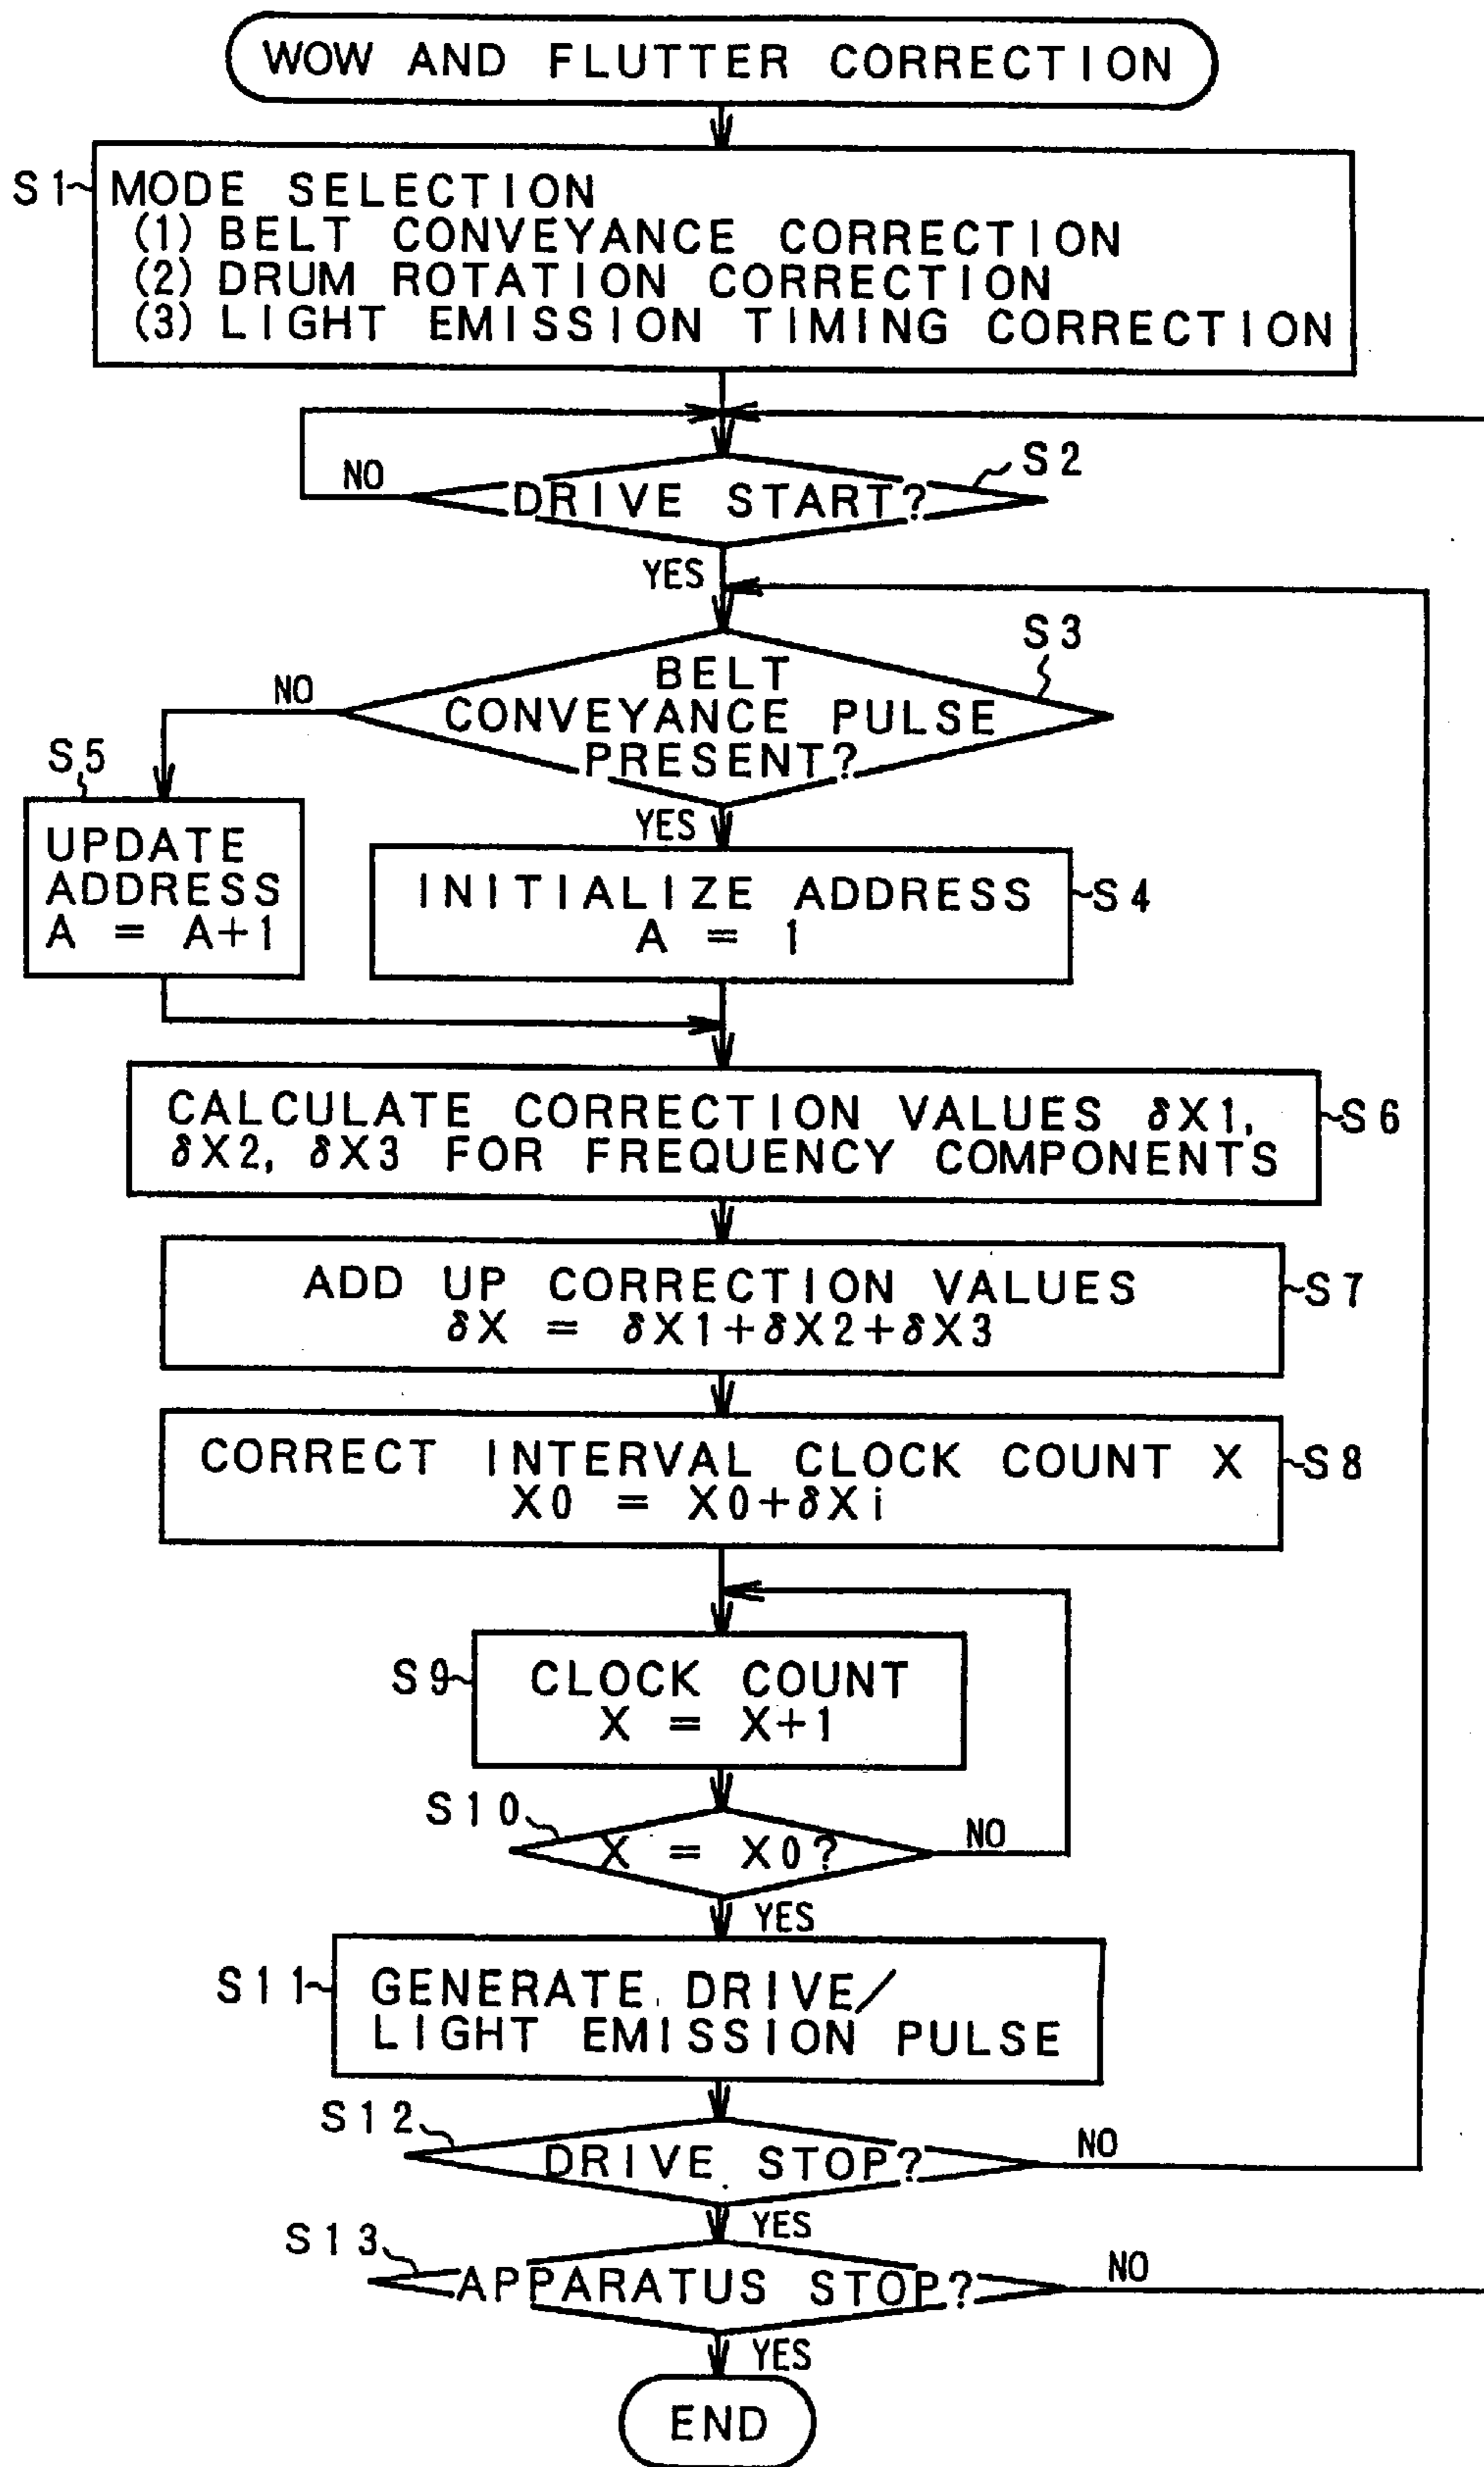 WOW AND FLUTTER CORRECTION
S1
MODE SELECTION
(1) BELT CONVEYANCE CORRECTION
(2) DRUM ROTATION CORRECTION
(3) LIGHT EMISSION TIMING CORRECTION
S2
NO
DRIVE START?
YES
S3
BELT
NO
CONVEYANCE PULSE
PRESENT?
S5
YES
UPDATE
ADDRESS
A = A+1
INITIALIZE ADDRESS
A = 1
S4
CALCULATE CORRECTION VALUES δX1,
δX2, δX3 FOR FREQUENCY COMPONENTS
S6
ADD UP CORRECTION VALUES
δX = δX1+δX2+δX3
S7
CORRECT INTERVAL CLOCK COUNT X
X0 = X0+δXi
S8
S9
CLOCK COUNT
X = X+1
S10
X = X0?
NO
YES
S11
GENERATE DRIVE/
LIGHT EMISSION PULSE
S12
DRIVE STOP?
NO
YES
S13
APPARATUS STOP?
NO
YES
END